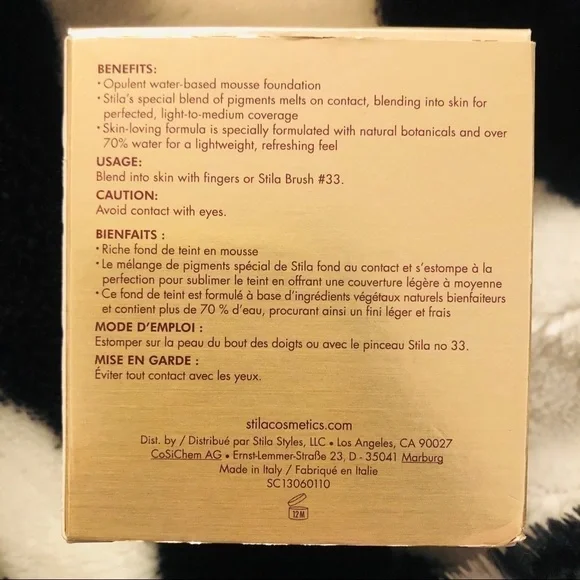 BENEFITS:
• Opulent water-based mousse foundation
• Stila's special blend of pigments melts on contact, blending into skin for
perfected, light-to-medium coverage
• Skin-loving formula is specially formulated with natural botanicals and over
70% water for a lightweight, refreshing feel
USAGE:
Blend into skin with fingers or Stila Brush #33.
CAUTION:
Avoid contact with eyes.
BIENFAITS :
• Riche fond de teint en mousse
• Le mélange de pigments spécial de Stila fond au contact et s'estompe à la
perfection pour sublimer le teint en offrant une couverture légère à moyenne
• Ce fond de teint est formulé à base d'ingrédients végétaux naturels bienfaiteurs
et contient plus de 70 % d'eau, procurant ainsi un fini léger et frais
MODE D'EMPLOI :
Estomper sur la peau du bout des doigts ou avec le pinceau Stila no 33.
MISE EN GARDE :
Éviter tout contact avec les yeux.
stilacosmetics.com
Dist. by / Distribué par Stila Styles, LLC • Los Angeles, CA 90027
CoSiChem AG • Ernst-Lemmer-Straße 23, D - 35041 Marburg
Made in Italy / Fabriqué en Italie
SC13060110
12M